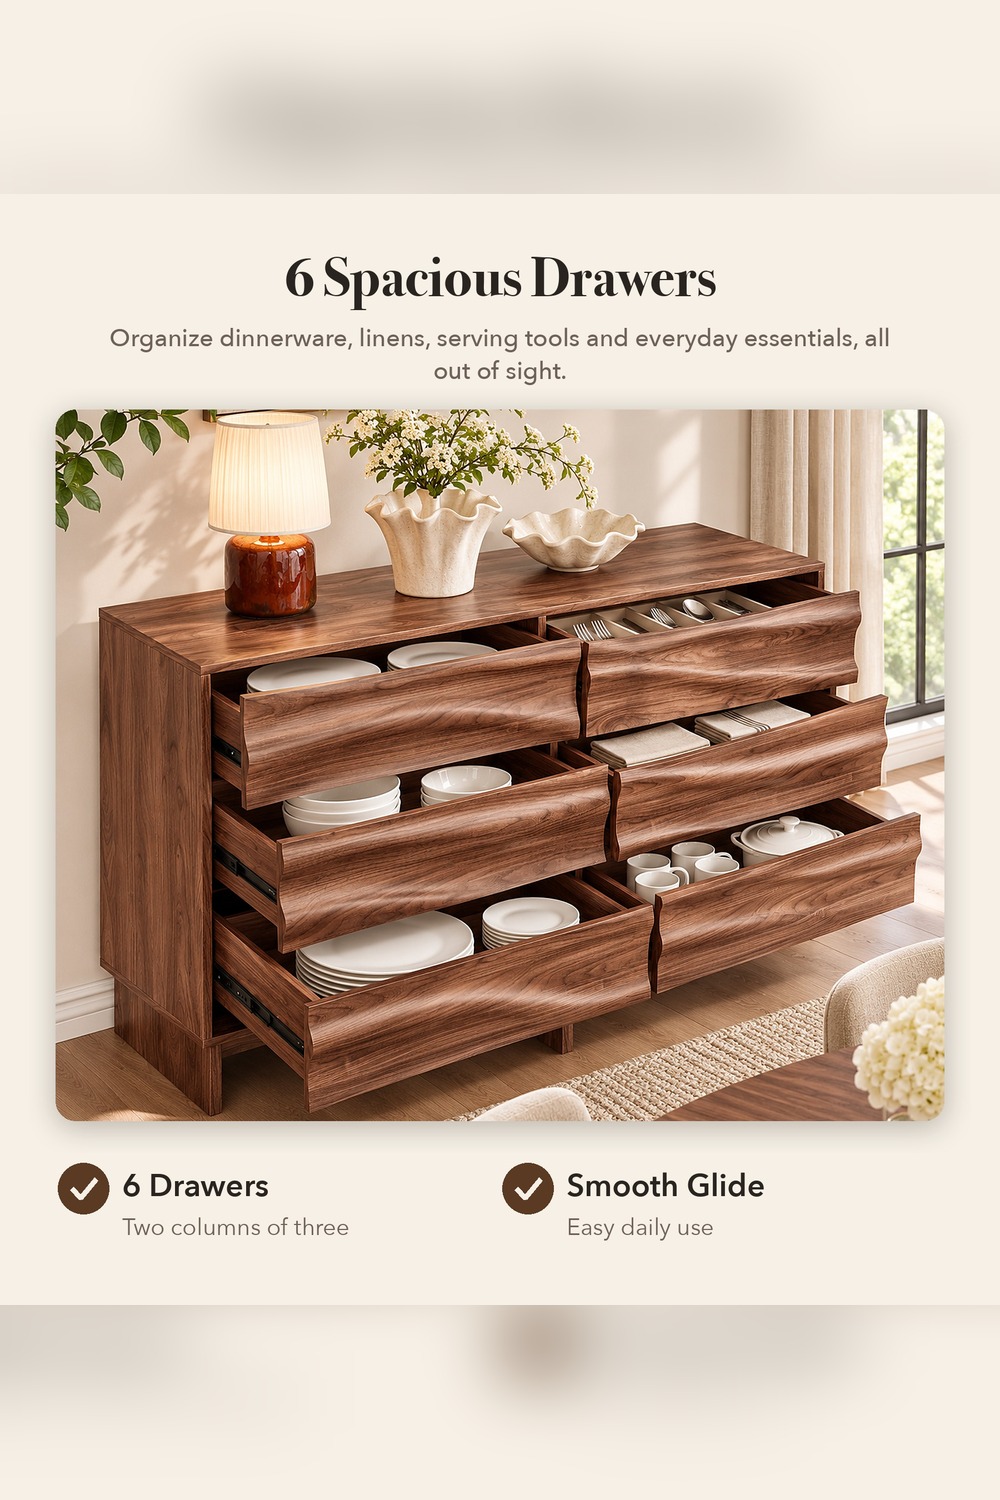 6 Spacious Drawers
Organize dinnerware, linens, serving tools and everyday essentials, all
out of sight.
6 Drawers
Two columns of three
Smooth Glide
Easy daily use